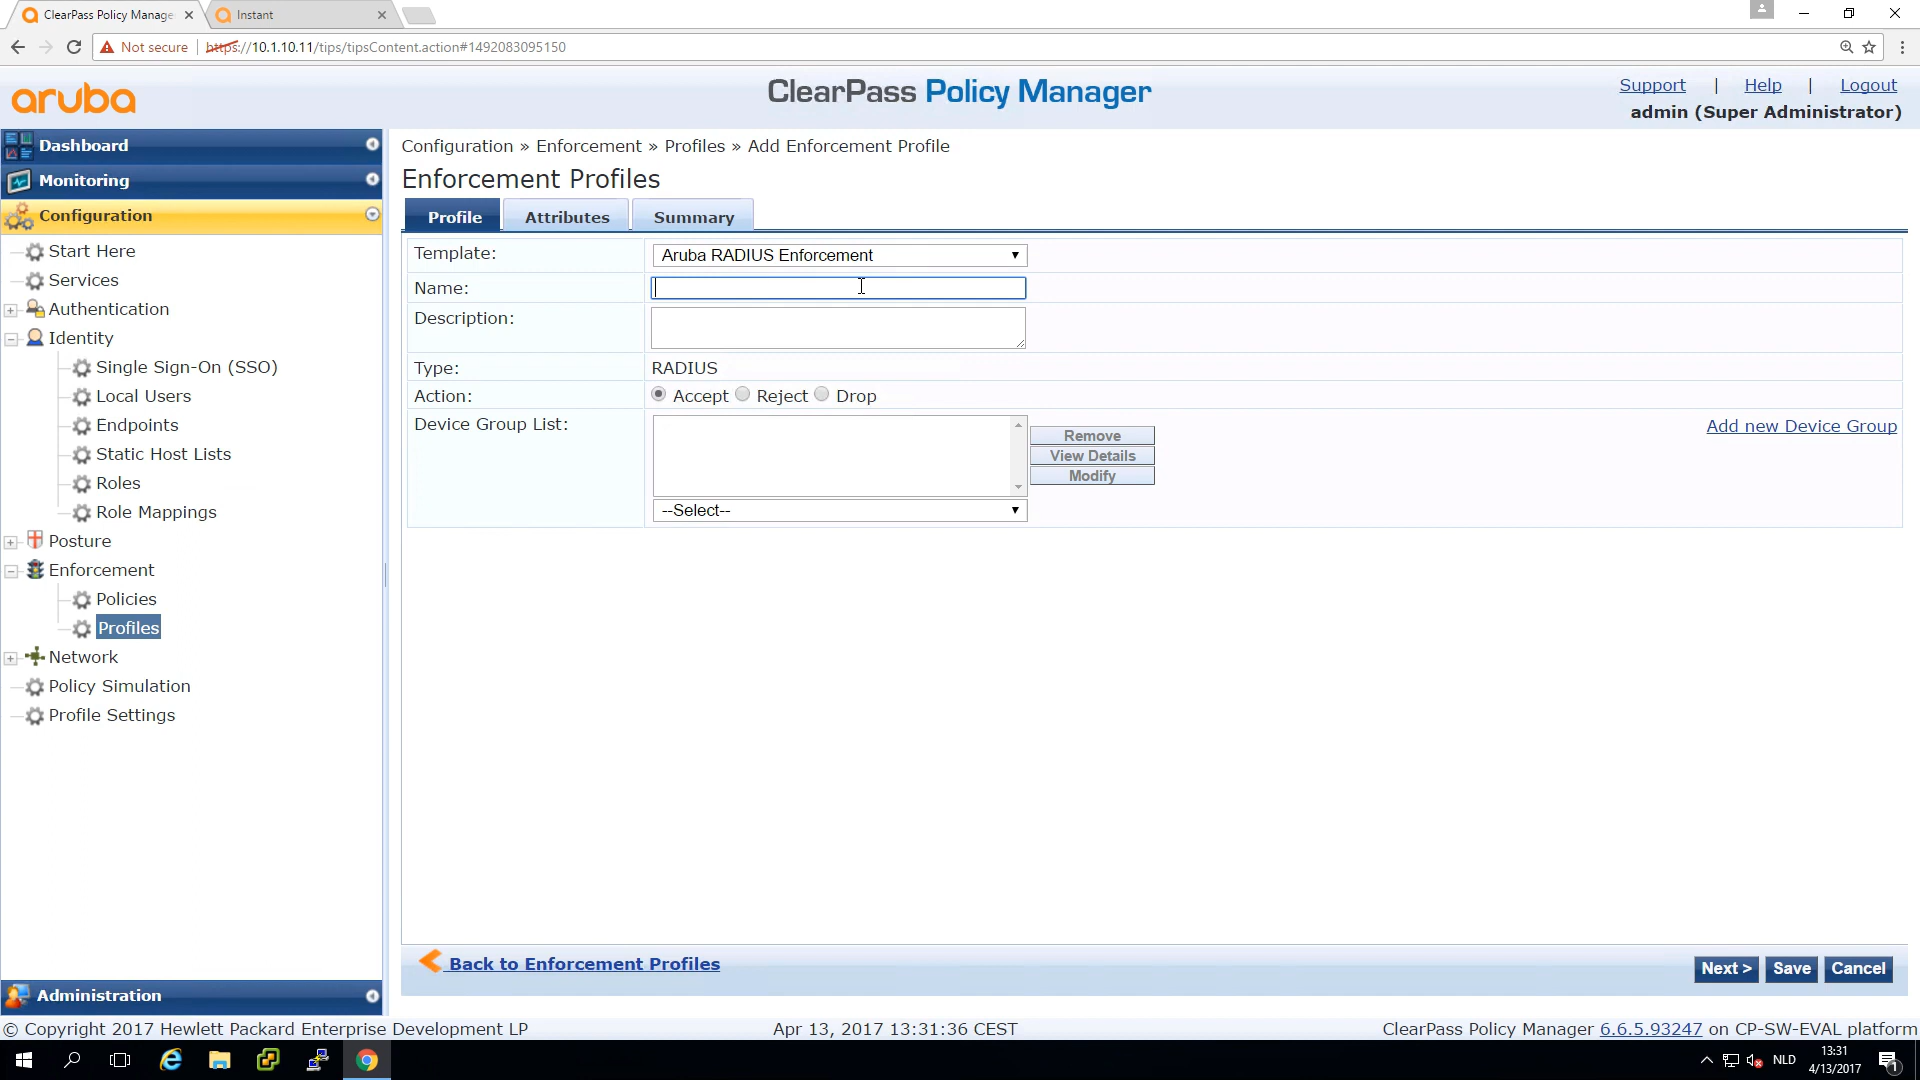 ClearPass Policy Manage
Instant
Not secure
https://10.1.10.11/tips/tipsContent.action#1492083095150
aruba
ClearPass Policy Manager
Support | Help | Logout
admin (Super Administrator)
Dashboard
Monitoring
Configuration
Start Here
Services
Authentication
Identity
Single Sign-On (SSO)
Local Users
Endpoints
Static Host Lists
Roles
Role Mappings
Posture
Enforcement
Policies
Profiles
Network
Policy Simulation
Profile Settings
Administration
Configuration » Enforcement » Profiles » Add Enforcement Profile
Enforcement Profiles
Profile Attributes Summary
Template: Aruba RADIUS Enforcement
Name:
Description:
Type: RADIUS
Action: Accept Reject Drop
Device Group List:
Remove
View Details
Modify
Add new Device Group
--Select--
Back to Enforcement Profiles
Next > Save Cancel
© Copyright 2017 Hewlett Packard Enterprise Development LP Apr 13, 2017 13:31:36 CEST ClearPass Policy Manager 6.6.5.93247 on CP-SW-EVAL platform
NLD
13:31
4/13/2017
1